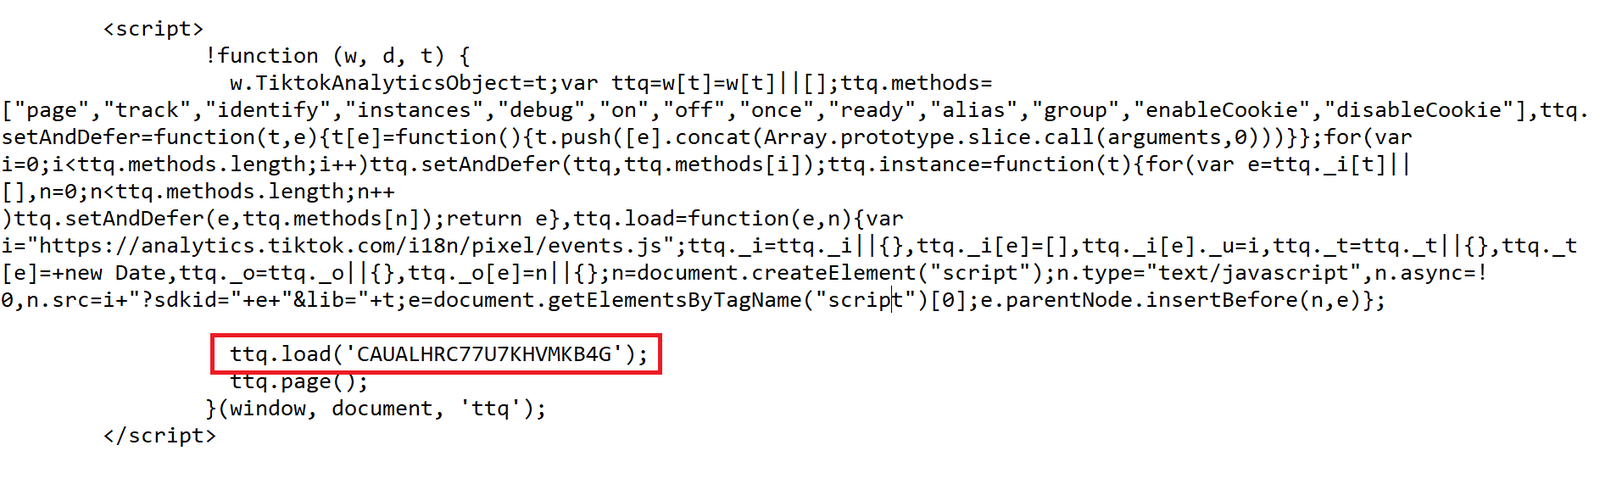 <script>
!function (w, d, t) {
w.TiktokAnalyticsObject=t;var ttq=w[t]=w[t]||[];ttq.methods=
["page","track","identify","instances","debug","on","off","once","ready","alias","group","enableCookie","disableCookie"],ttq.
setAndDefer=function(t,e){t[e]=function(){t.push([e].concat(Array.prototype.slice.call(arguments,0)))}};for(var
i=0;i<ttq.methods.length;i++)ttq.setAndDefer(ttq,ttq.methods[i]);ttq.instance=function(t){for(var e=ttq._i[t]||
[],n=0;n<ttq.methods.length;n++
)ttq.setAndDefer(e,ttq.methods[n]);return e},ttq.load=function(e,n){var
i="https://analytics.tiktok.com/i18n/pixel/events.js";ttq._i=ttq._i||{},ttq._i[e]=[],ttq._i[e]._u=i,ttq._t=ttq._t||{},ttq._t
[e]=+new Date,ttq._o=ttq._o||{},ttq._o[e]=n||{};n=document.createElement("script");n.type="text/javascript",n.async=!
0,n.src=i+"?sdkid="+e+"&lib="+t;e=document.getElementsByTagName("script")[0];e.parentNode.insertBefore(n,e)};
ttq.load('CAUALHRC77U7KHVMKB4G');
ttq.page();
}(window, document, 'ttq');
</script>